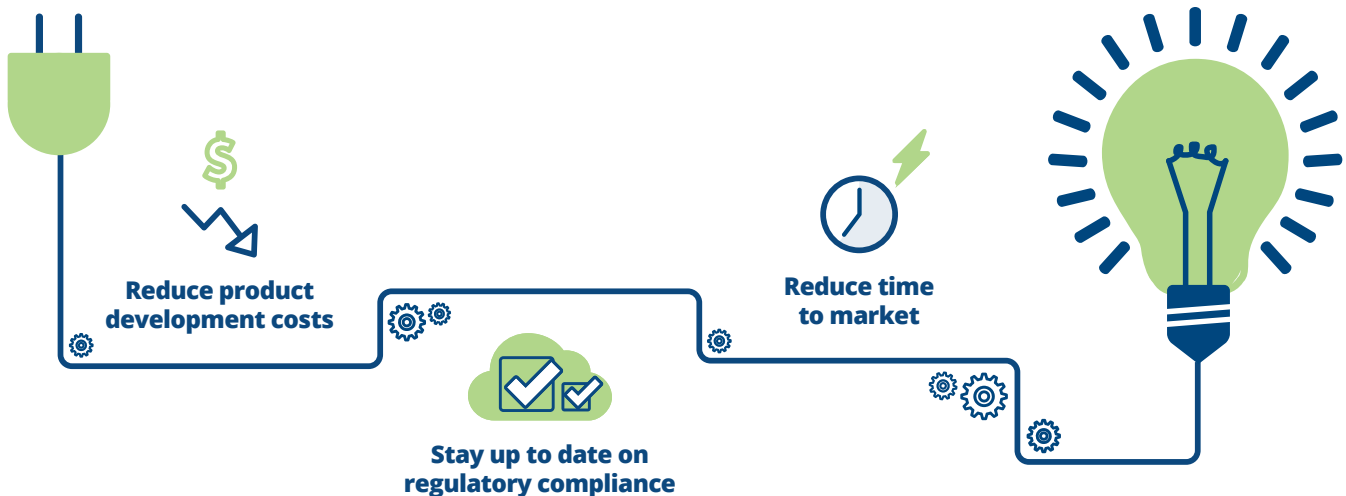 $
Reduce product
development costs
Stay up to date on
regulatory compliance
Reduce time
to market